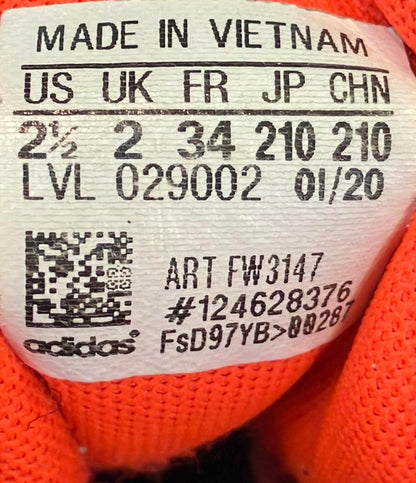 MADE IN VIETNAM
US UK FR JP CHN
2½ 2 34 210 210
LVL 029002 01/20
ART FW3147
#124628376
adidas FsD97YB>00287